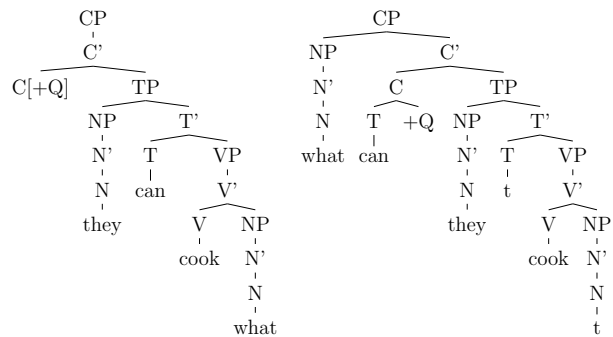 CP CP
C' NP C'
C[+Q] TP N' C TP
NP T' N T +Q NP T'
N' T VP what can N' T VP
N can V' N t V'
they V NP they V NP
cook N' cook N'
N N
what t